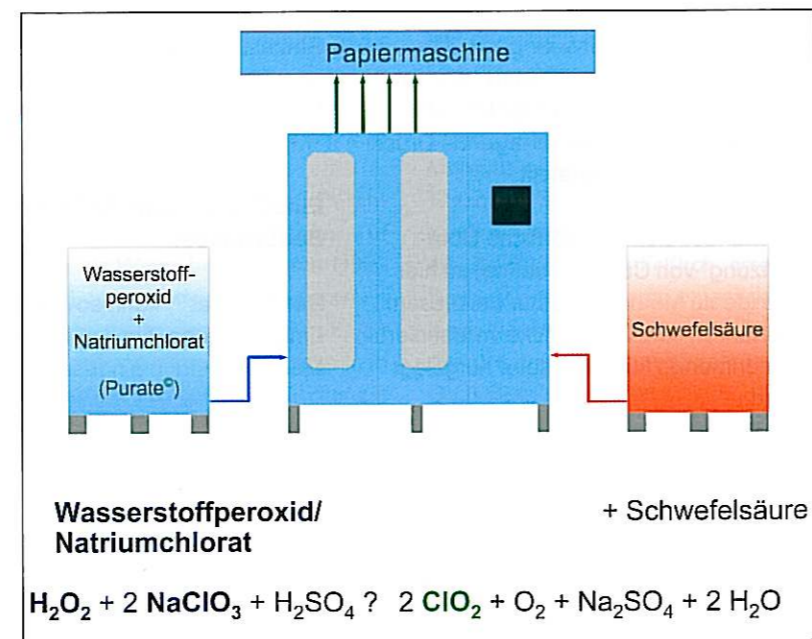 Papiermaschine
Wasserstoff-
peroxid
+
Natriumchlorat
(Purate©)
Schwefelsäure
Wasserstoffperoxid/
Natriumchlorat
+ Schwefelsäure
H₂O₂ + 2 NaClO₃ + H₂SO₄ ? 2 ClO₂ + O₂ + Na₂SO₄ + 2 H₂O